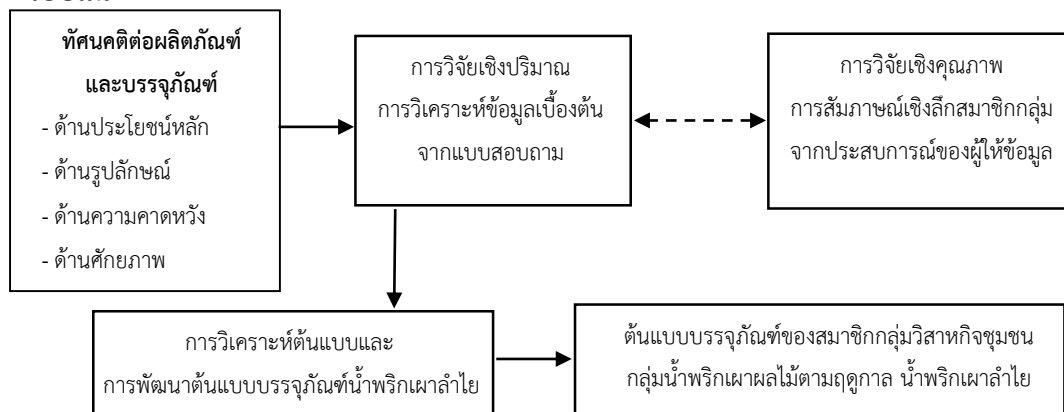 ทัศนคติต่อผลิตภัณฑ์
และบรรจุภัณฑ์
- ด้านประโยชน์หลัก
- ด้านรูปลักษณ์
- ด้านความคาดหวัง
- ด้านศักยภาพ
การวิจัยเชิงปริมาณ
การวิเคราะห์ข้อมูลเบื้องต้น
จากแบบสอบถาม
การวิจัยเชิงคุณภาพ
การสัมภาษณ์เชิงลึกสมาชิกกลุ่ม
จากประสบการณ์ของผู้ให้ข้อมูล
การวิเคราะห์ต้นแบบและ
การพัฒนาต้นแบบบรรจุภัณฑ์น้ำพริกเผาลำไย
ต้นแบบบรรจุภัณฑ์ของสมาชิกกลุ่มวิสาหกิจชุมชน
กลุ่มน้ำพริกเผาผลไม้ตามฤดูกาล น้ำพริกเผาลำไย